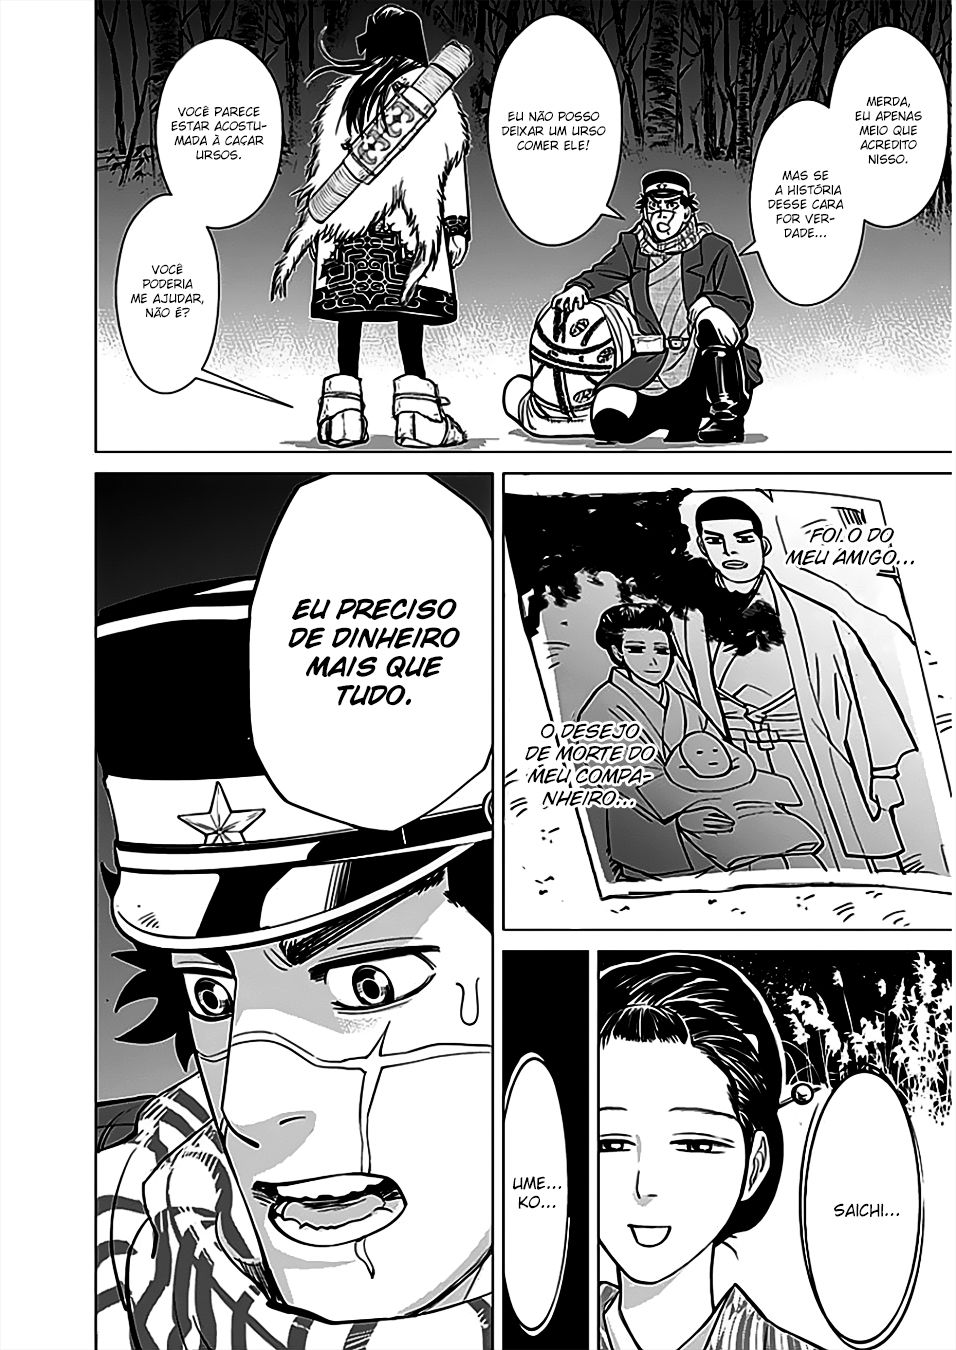 MERDA,
EU APENAS
MEIO QUE
ACREDITO
NISSO.
MAS SE
A HISTÓRIA
DESSE CARA
FOR VER-
DADE...
EU NÃO POSSO
DEIXAR UM URSO
COMER ELE!
VOCÊ PARECE
ESTAR ACOSTU-
MADA À CAÇAR
URSOS.
VOCÊ
PODERIA
ME AJUDAR,
NÃO É?
FOI O DO
MEU AMIGO...
O DESEJO
DE MORTE DO
MEU COMPA-
NHEIRO...
EU PRECISO
DE DINHEIRO
MAIS QUE
TUDO.
SAICHI...
UME...
KO...